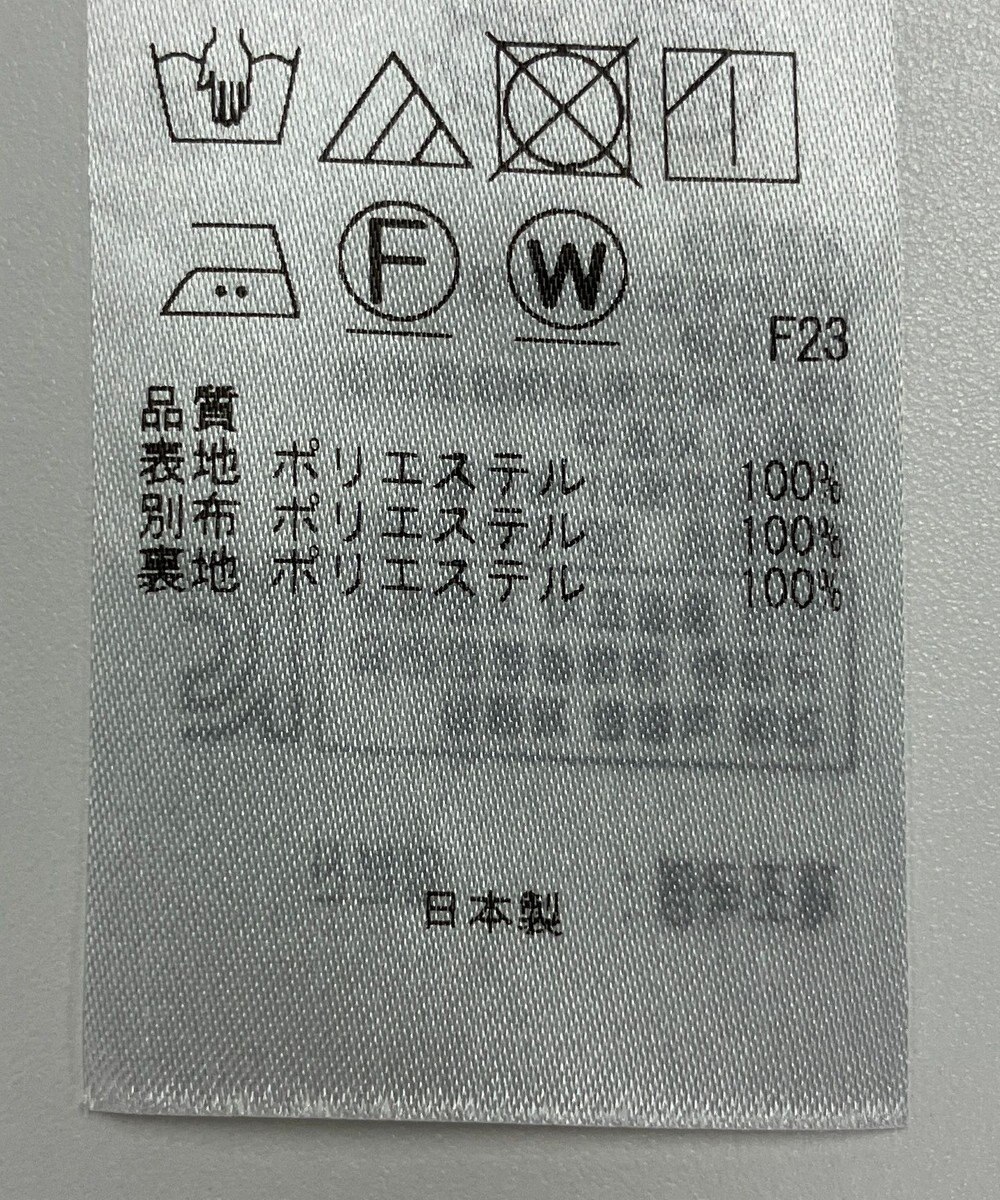 F W
F23
品質
表地 ポリエステル 100%
別布 ポリエステル 100%
裏地 ポリエステル 100%
日本製